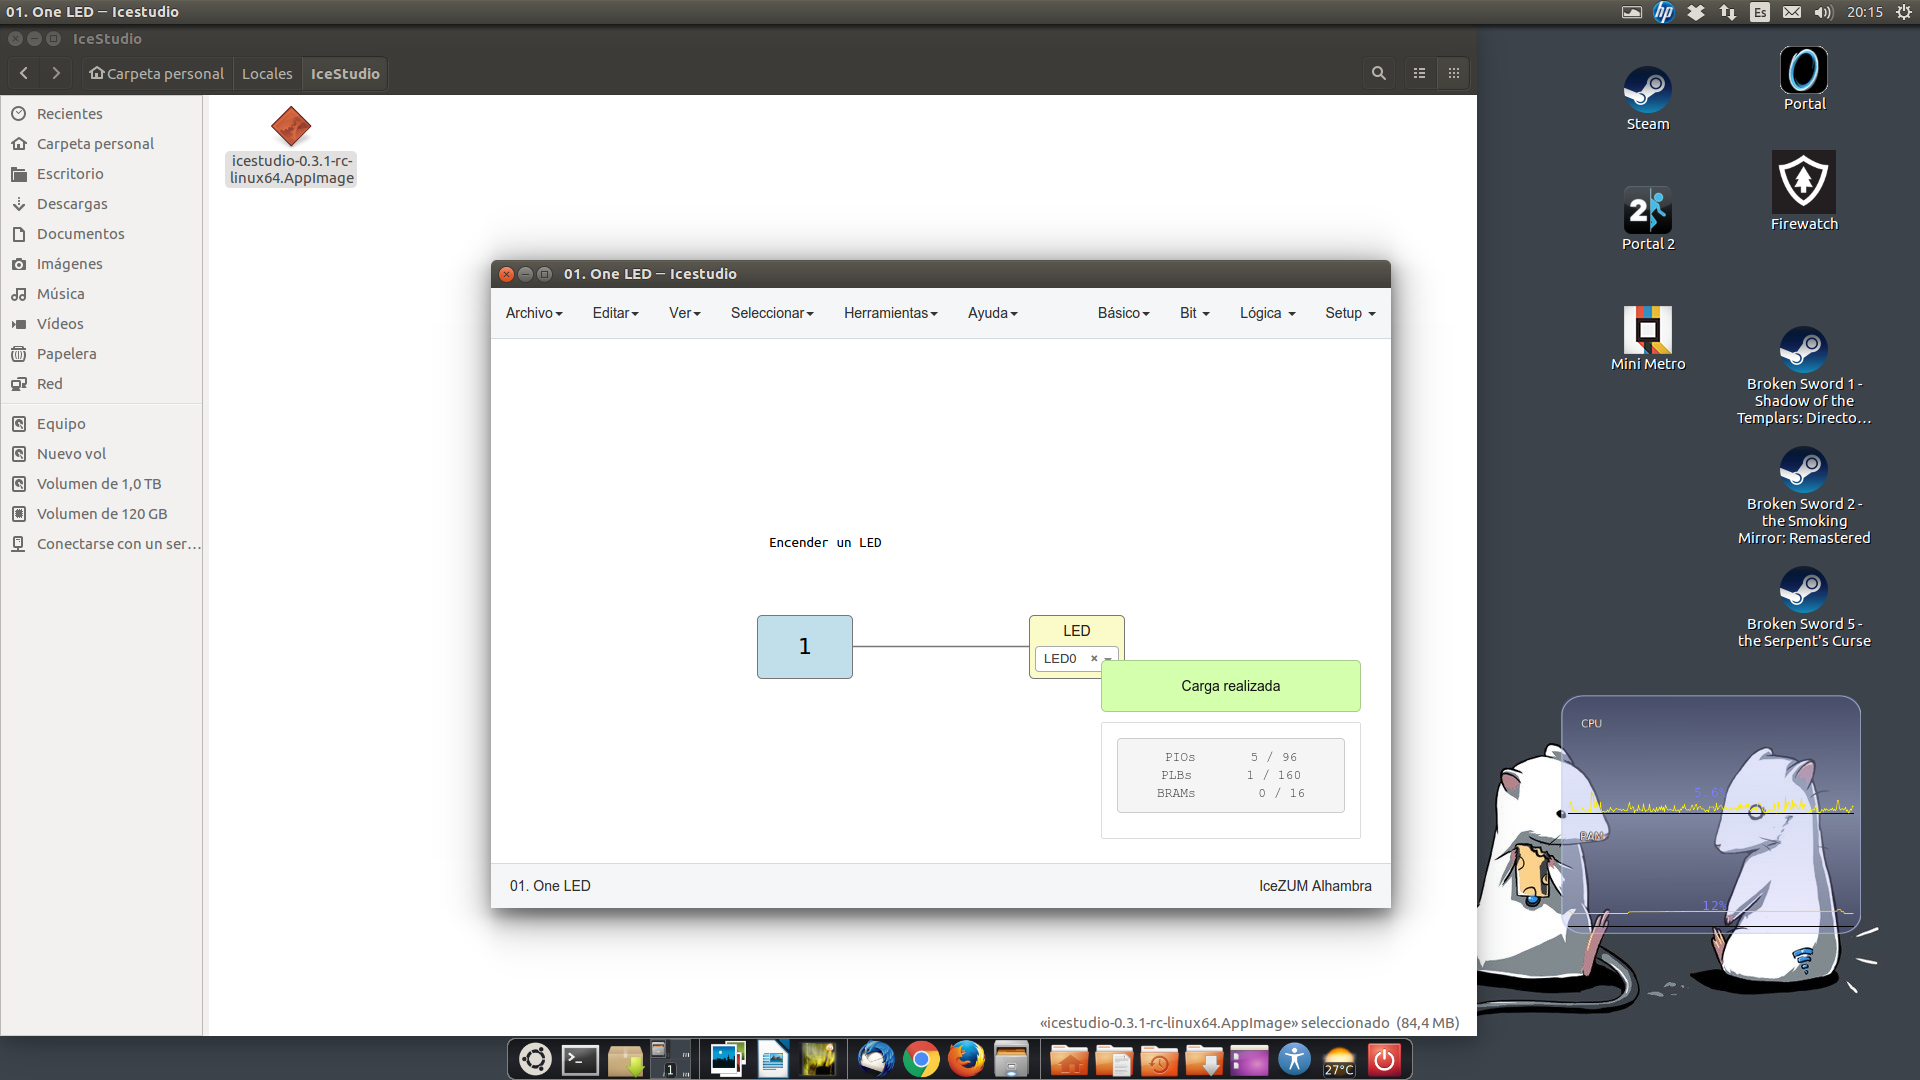 01. One LED — Icestudio
hp
Es
20:15
IceStudio
Carpeta personal
Locales
IceStudio
Recientes
Carpeta personal
Escritorio
Descargas
Documentos
Imágenes
Música
Vídeos
Papelera
Red
Equipo
Nuevo vol
Volumen de 1,0 TB
Volumen de 120 GB
Conectarse con un ser…
icestudio-0.3.1-rc-
linux64.AppImage
01. One LED — Icestudio
Archivo
Editar
Ver
Seleccionar
Herramientas
Ayuda
Básico
Bit
Lógica
Setup
Encender un LED
1
LED
LED0
Carga realizada
PIOs 5 / 96
PLBs 1 / 160
BRAMs 0 / 16
01. One LED
IceZUM Alhambra
«icestudio-0.3.1-rc-linux64.AppImage» seleccionado (84,4 MB)
Steam
Portal
2
Portal 2
Firewatch
Mini Metro
Broken Sword 1 -
Shadow of the
Templars: Directo…
Broken Sword 2 -
the Smoking
Mirror: Remastered
Broken Sword 5 -
the Serpent's Curse
CPU
5.6%
RAM
12%
1
27°C